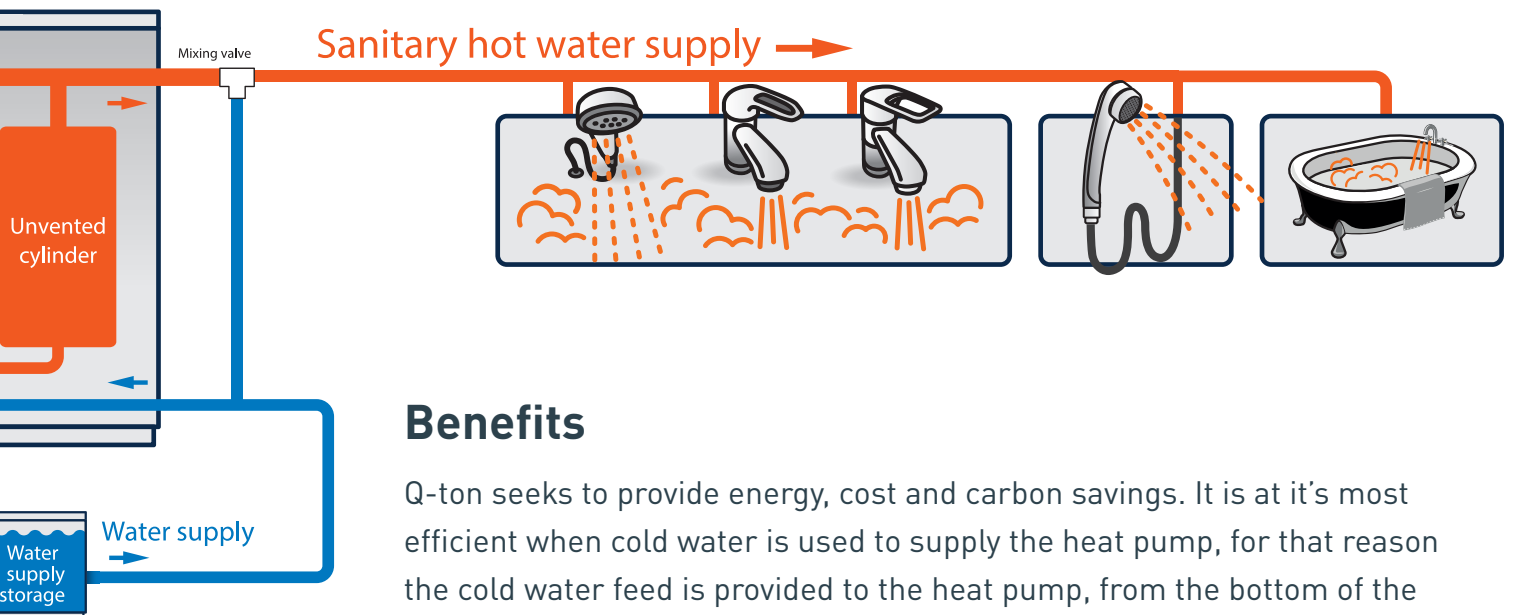 Mixing valve
Sanitary hot water supply
Unvented
cylinder
Water supply
Water
supply
storage
Benefits
Q-ton seeks to provide energy, cost and carbon savings. It is at it's most
efficient when cold water is used to supply the heat pump, for that reason
the cold water feed is provided to the heat pump, from the bottom of the